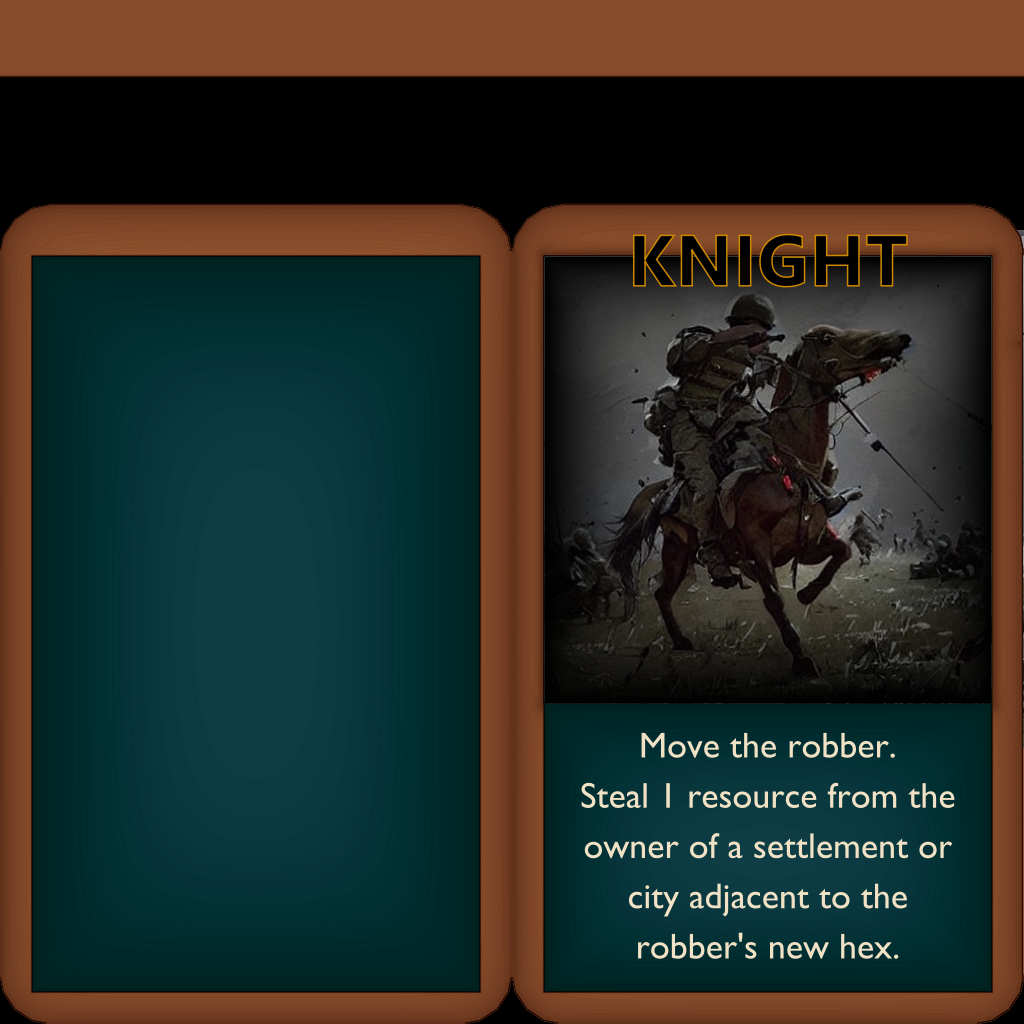 KNIGHT
Move the robber.
Steal 1 resource from the
owner of a settlement or
city adjacent to the
robber's new hex.